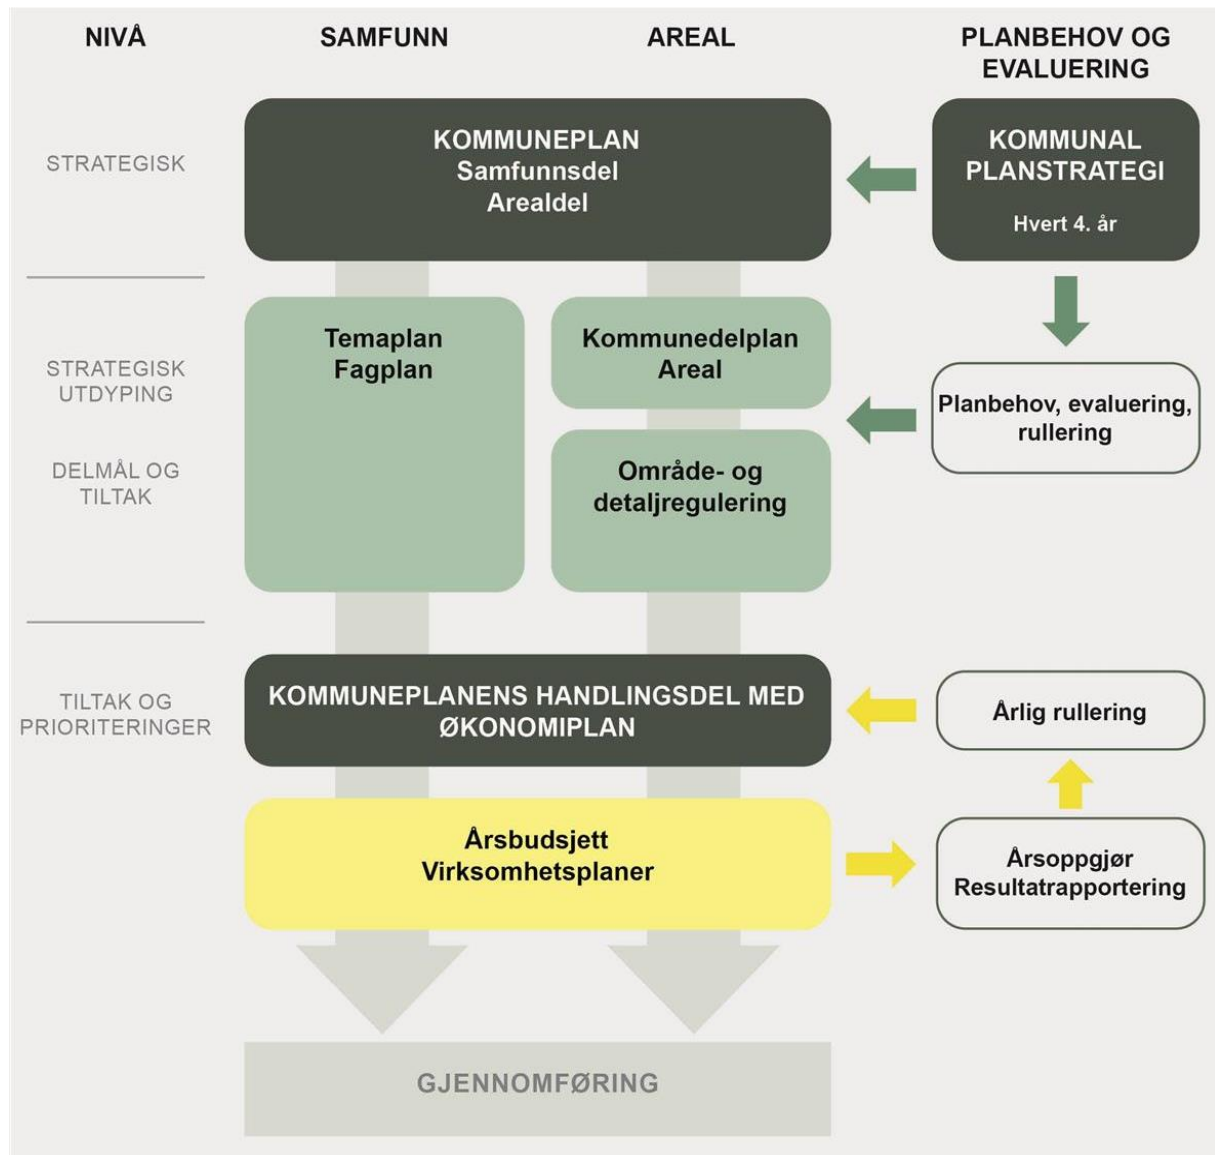 NIVÅ
SAMFUNN
AREAL
PLANBEHOV OG
EVALUERING
STRATEGISK
KOMMUNEPLAN
Samfunnsdel
Arealdel
KOMMUNAL
PLANSTRATEGI
Hvert 4. år
STRATEGISK
UTDYPING
Temaplan
Fagplan
Kommunedelplan
Areal
Planbehov, evaluering,
rullering
DELMÅL OG
TILTAK
Område- og
detaljregulering
TILTAK OG
PRIORITERINGER
KOMMUNEPLANENS HANDLINGSDEL MED
ØKONOMIPLAN
Årlig rullering
Årsbudsjett
Virksomhetsplaner
Årsoppgjør
Resultatrapportering
GJENNOMFØRING